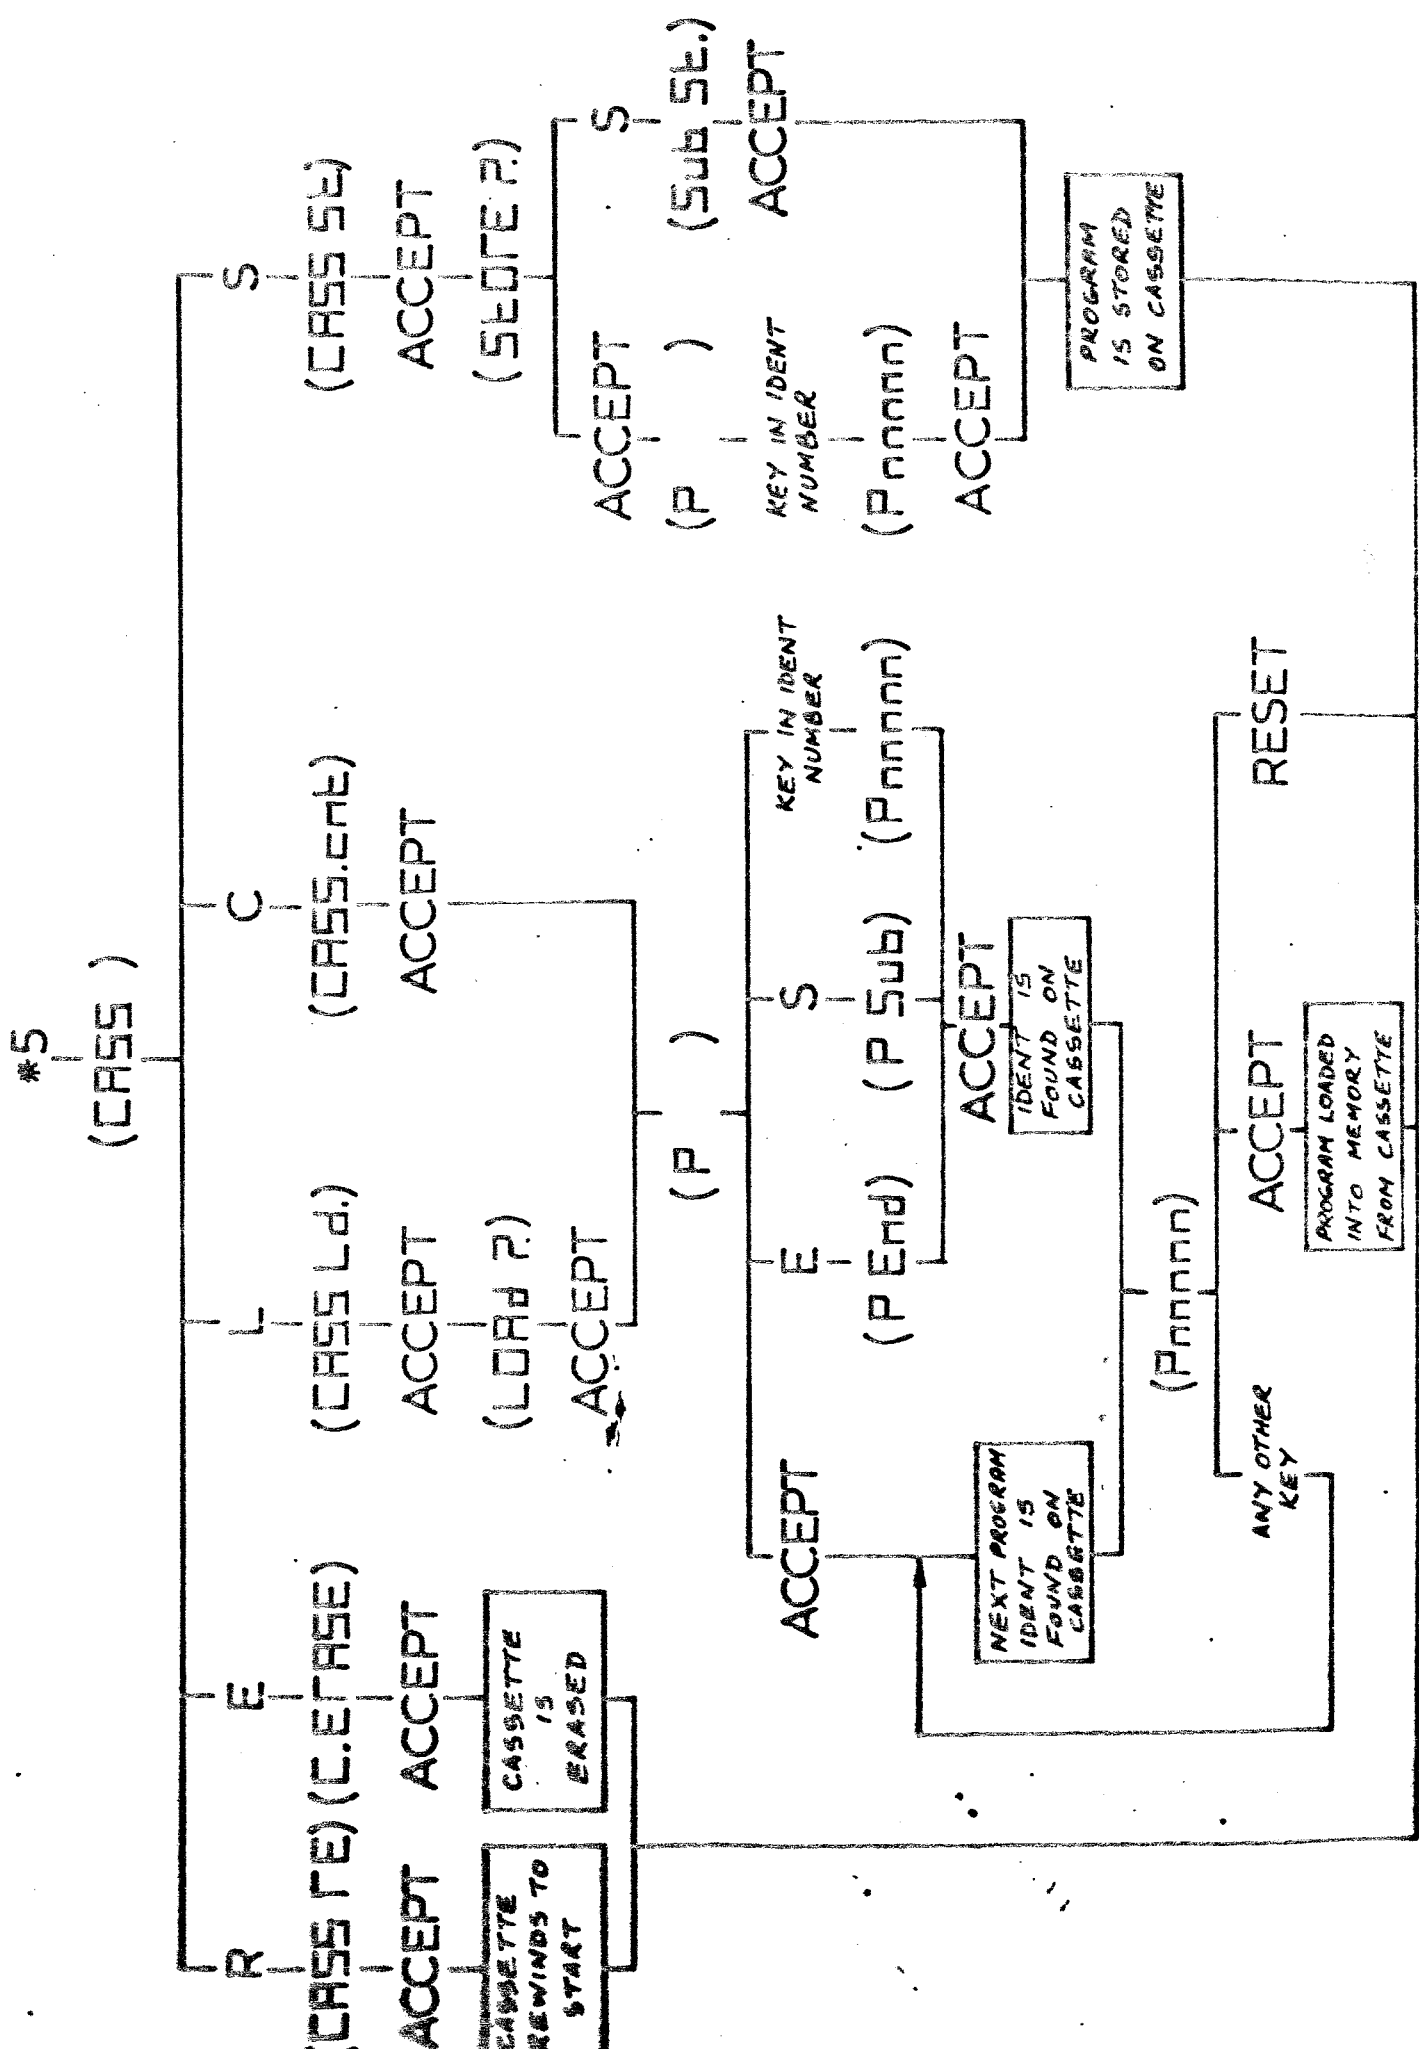 *5
(CASS )
R
E
L
C
S
(CASS rE)
(C.ErASE)
(CASS Ld.)
(CASS.cnt)
(CASS St)
ACCEPT
ACCEPT
ACCEPT
ACCEPT
ACCEPT
CASSETTE
REWINDS TO
START
CASSETTE
IS
ERASED
(LOAd P.)
ACCEPT
(StOrE P.)
ACCEPT
S
(P )
(Sub St.)
KEY IN IDENT
NUMBER
ACCEPT
(Pnnnnn)
ACCEPT
PROGRAM
IS STORED
ON CASSETTE
(P )
ACCEPT
E
S
KEY IN IDENT
NUMBER
(P End)
(P Sub)
(Pnnnnn)
ACCEPT
NEXT PROGRAM
IDENT IS
FOUND ON
CASSETTE
IDENT IS
FOUND ON
CASSETTE
(Pnnnnn)
ANY OTHER
KEY
ACCEPT
RESET
PROGRAM LOADED
INTO MEMORY
FROM CASSETTE